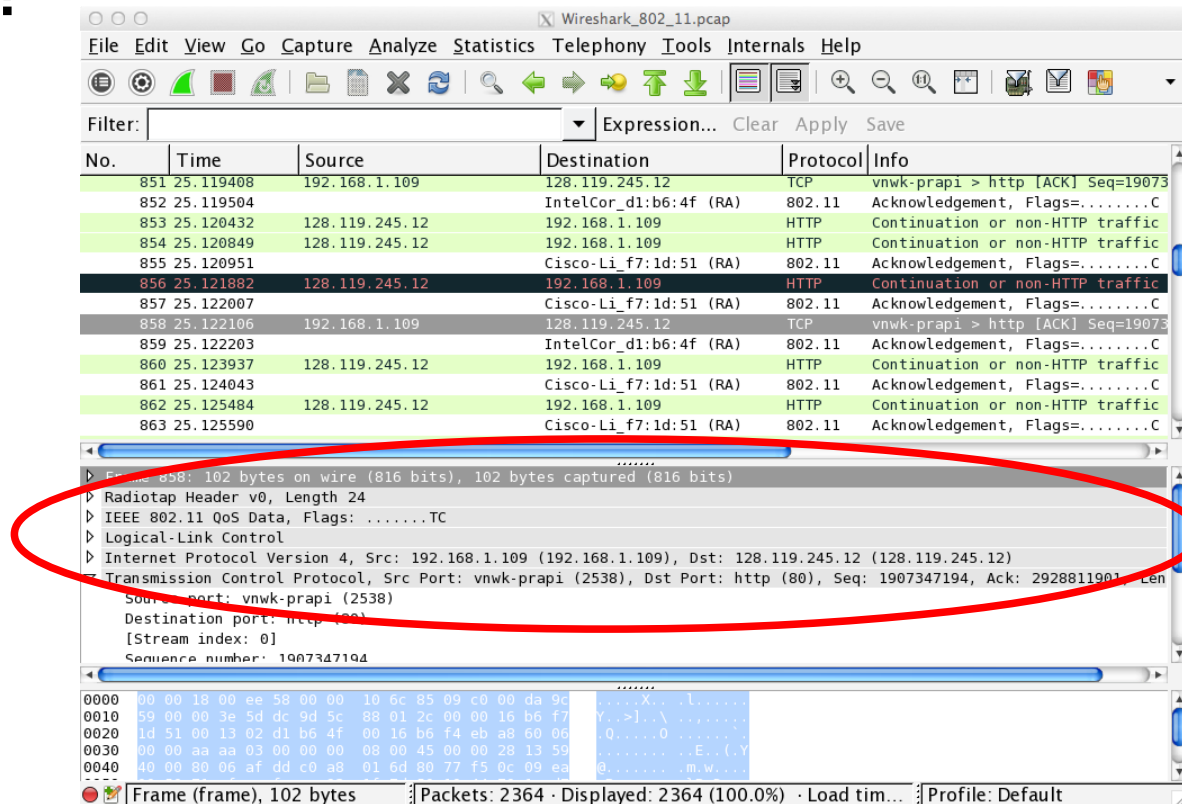 Wireshark_802_11.pcap
File Edit View Go Capture Analyze Statistics Telephony Tools Internals Help
Filter: Expression... Clear Apply Save
No. Time Source Destination Protocol Info
851 25.119408 192.168.1.109 128.119.245.12 TCP vnwk-prapi > http [ACK] Seq=19073
852 25.119504 IntelCor_d1:b6:4f (RA) 802.11 Acknowledgement, Flags=........C
853 25.120432 128.119.245.12 192.168.1.109 HTTP Continuation or non-HTTP traffic
854 25.120849 128.119.245.12 192.168.1.109 HTTP Continuation or non-HTTP traffic
855 25.120951 Cisco-Li_f7:1d:51 (RA) 802.11 Acknowledgement, Flags=........C
856 25.121882 128.119.245.12 192.168.1.109 HTTP Continuation or non-HTTP traffic
857 25.122007 Cisco-Li_f7:1d:51 (RA) 802.11 Acknowledgement, Flags=........C
858 25.122106 192.168.1.109 128.119.245.12 TCP vnwk-prapi > http [ACK] Seq=19073
859 25.122203 IntelCor_d1:b6:4f (RA) 802.11 Acknowledgement, Flags=........C
860 25.123937 128.119.245.12 192.168.1.109 HTTP Continuation or non-HTTP traffic
861 25.124043 Cisco-Li_f7:1d:51 (RA) 802.11 Acknowledgement, Flags=........C
862 25.125484 128.119.245.12 192.168.1.109 HTTP Continuation or non-HTTP traffic
863 25.125590 Cisco-Li_f7:1d:51 (RA) 802.11 Acknowledgement, Flags=........C
Frame 858: 102 bytes on wire (816 bits), 102 bytes captured (816 bits)
Radiotap Header v0, Length 24
IEEE 802.11 QoS Data, Flags: .......TC
Logical-Link Control
Internet Protocol Version 4, Src: 192.168.1.109 (192.168.1.109), Dst: 128.119.245.12 (128.119.245.12)
Transmission Control Protocol, Src Port: vnwk-prapi (2538), Dst Port: http (80), Seq: 1907347194, Ack: 2928811901, Len
Source port: vnwk-prapi (2538)
Destination port: http (80)
[Stream index: 0]
Sequence number: 1907347194
0000 00 00 18 00 ee 58 00 00 10 6c 85 09 c0 00 da 9c .....X.. .l......
0010 59 00 00 3e 5d dc 9d 5c 88 01 2c 00 00 16 b6 f7 Y..>]..\ ..,.....
0020 1d 51 00 13 02 d1 b6 4f 00 16 b6 f4 eb a8 60 06 .Q.....O ......`.
0030 00 00 aa aa 03 00 00 00 08 00 45 00 00 28 13 59 ........ ..E..(.Y
0040 40 00 80 06 af dd c0 a8 01 6d 80 77 f5 0c 09 ea @....... .m.w....
Frame (frame), 102 bytes Packets: 2364 · Displayed: 2364 (100.0%) · Load tim... Profile: Default